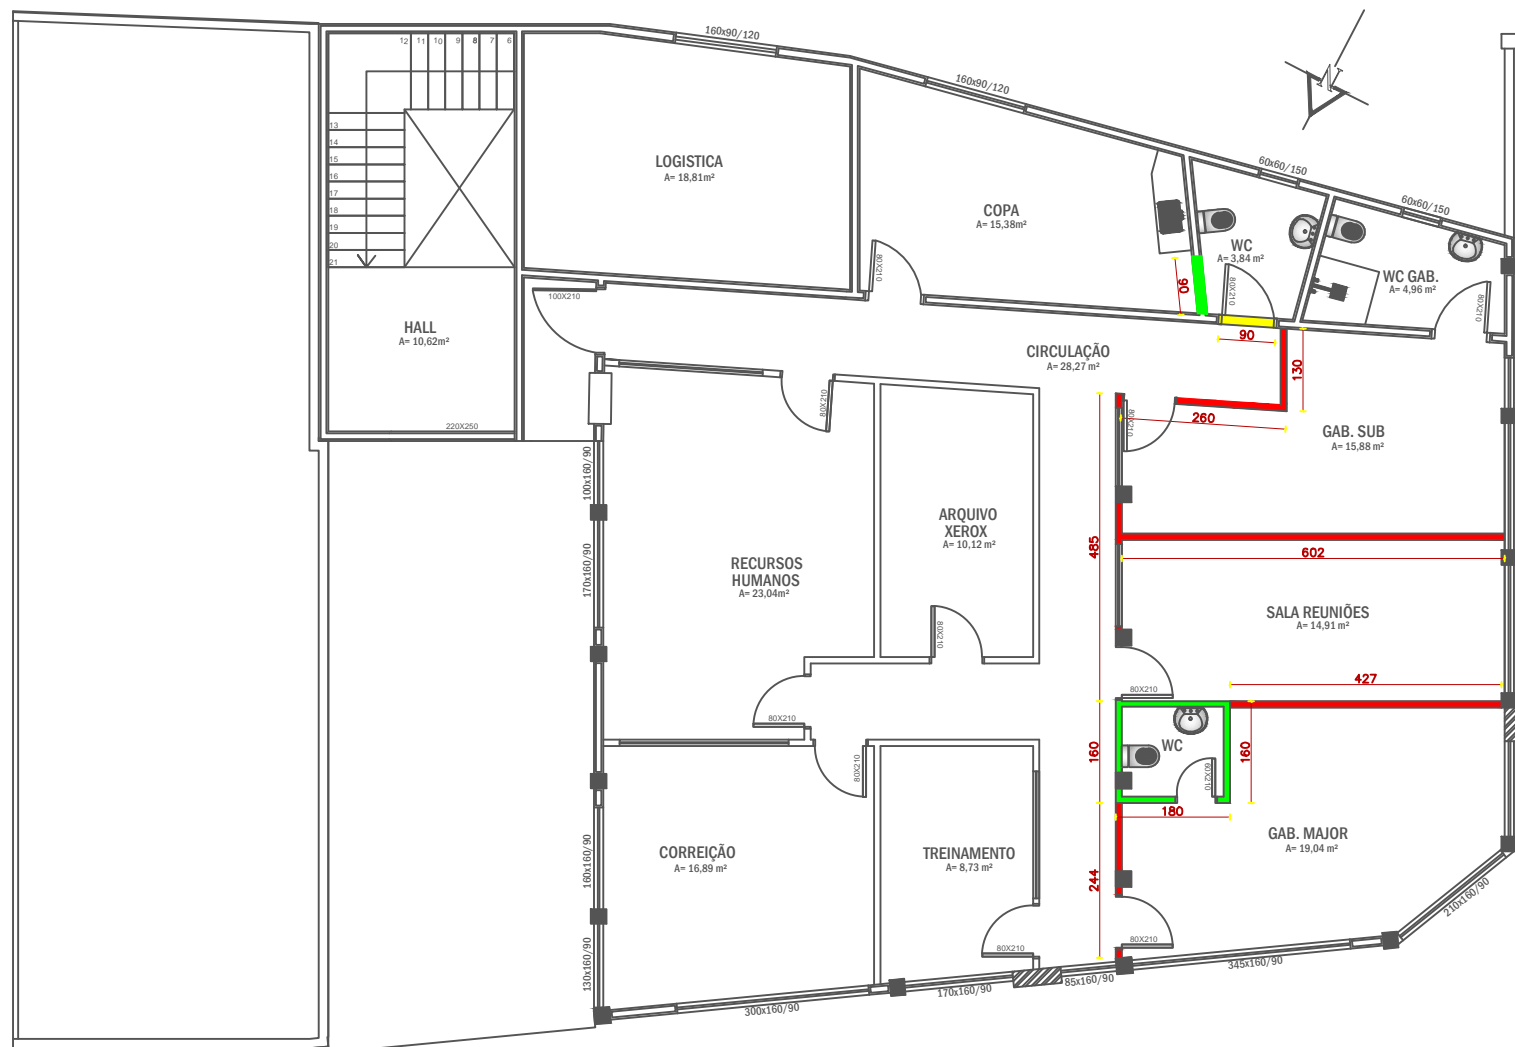 160x90/120
160x90/120
60x60/150
60x60/150
N
12
11
10
9
8
7
6
13
14
15
16
17
18
19
20
21
LOGISTICA
A= 18,81m²
COPA
A= 15,38m²
WC
A= 3,84 m²
WC GAB.
A= 4,96 m²
80X210
80X210
80X210
90
90
130
100X210
HALL
A= 10,62m²
220X250
CIRCULAÇÃO
A= 28,27 m²
80X210
80X210
260
GAB. SUB
A= 15,88 m²
100x160/90
170x160/90
RECURSOS
HUMANOS
A= 23,04m²
ARQUIVO
XEROX
A= 10,12 m²
80X210
485
602
SALA REUNIÕES
A= 14,91 m²
427
80X210
80X210
80X210
WC
60X210
160
160
180
GAB. MAJOR
A= 19,04 m²
CORREIÇÃO
A= 16,89 m²
TREINAMENTO
A= 8,73 m²
160x160/90
130x160/90
244
80X210
80X210
210x160/90
345x160/90
85x160/90
170x160/90
300x160/90